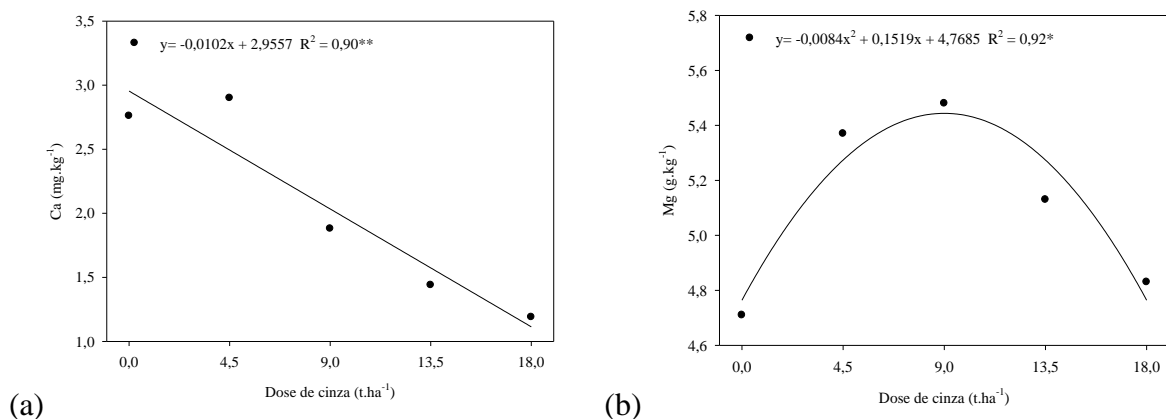 y= -0,0102x + 2,9557 R² = 0,90**
3,5
3,0
2,5
2,0
1,5
1,0
Ca (mg.kg⁻¹)
0,0 4,5 9,0 13,5 18,0
Dose de cinza (t.ha⁻¹)
(a)
y= -0,0084x² + 0,1519x + 4,7685 R² = 0,92*
5,8
5,6
5,4
5,2
5,0
4,8
4,6
Mg (g.kg⁻¹)
0,0 4,5 9,0 13,5 18,0
Dose de cinza (t.ha⁻¹)
(b)